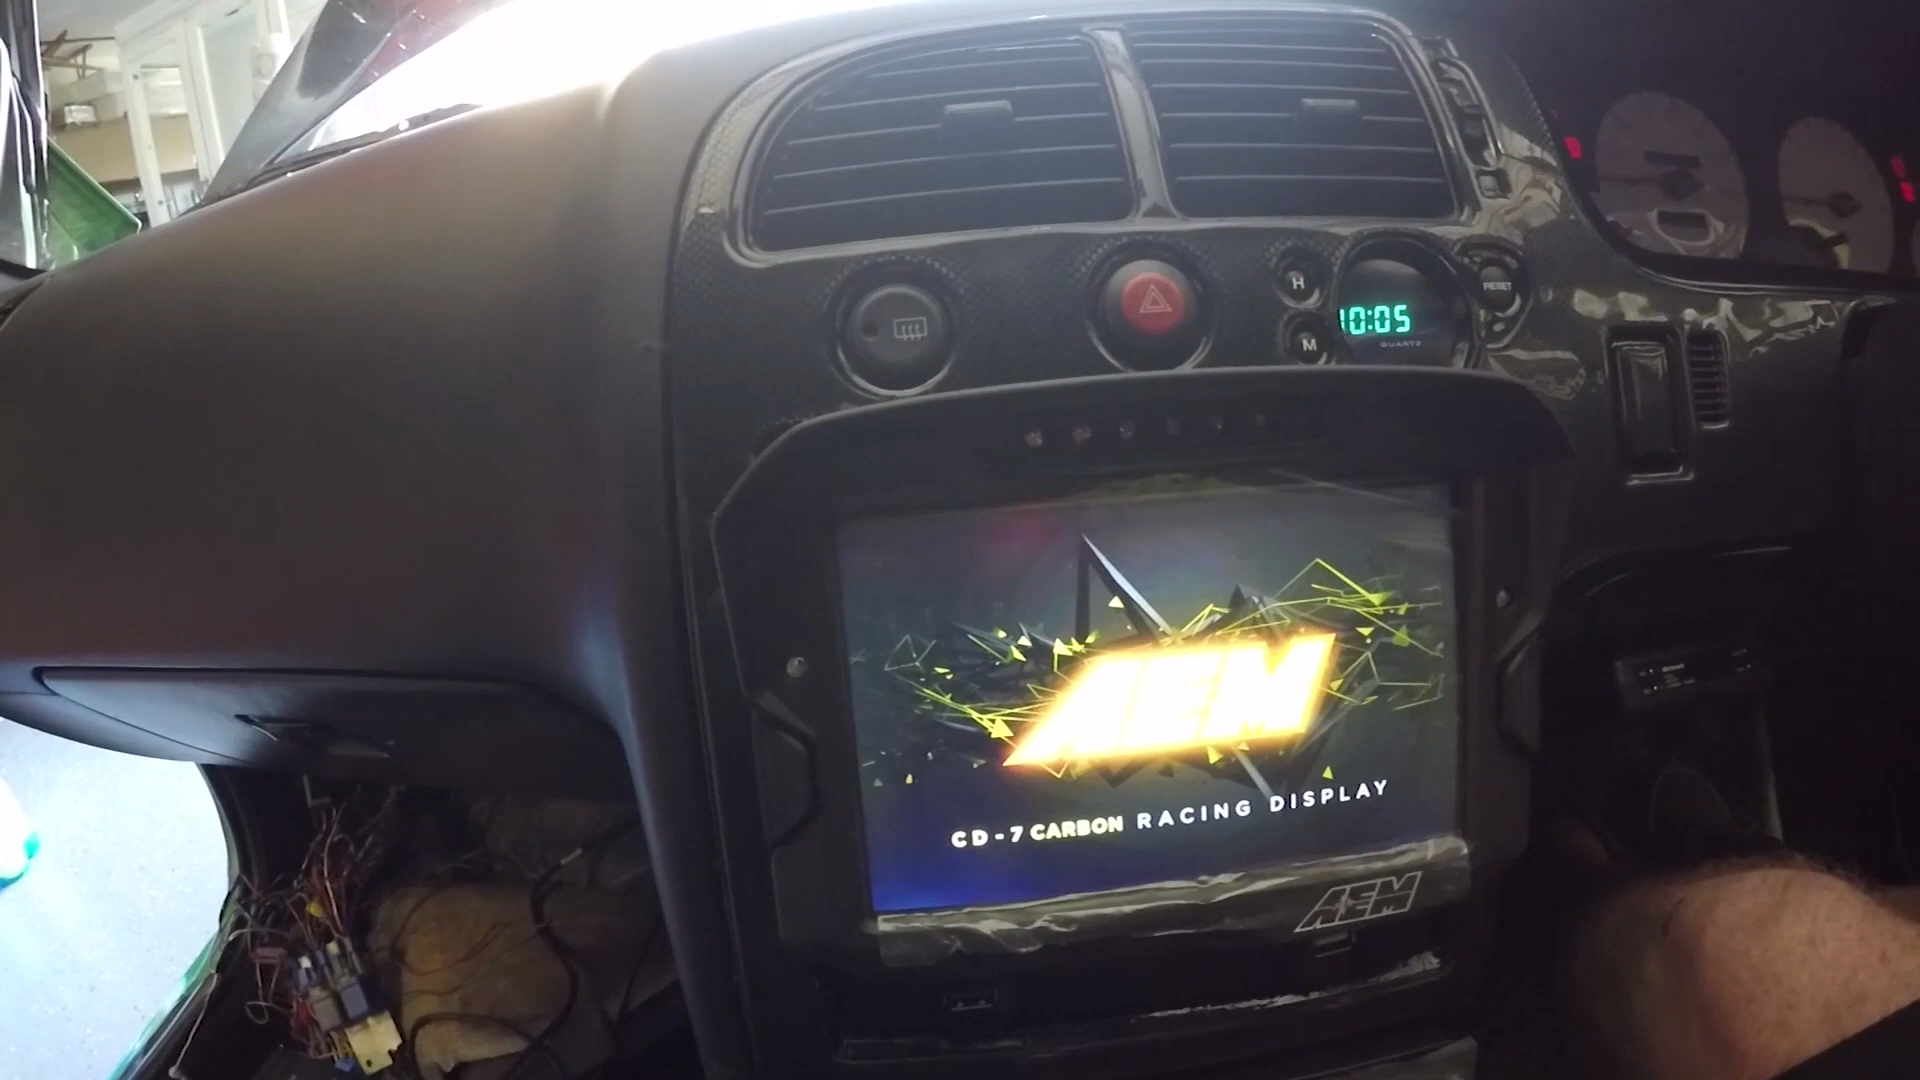 H
10:05
RESET
M
QUARTZ
AEM
CD-7 CARBON RACING DISPLAY
AEM